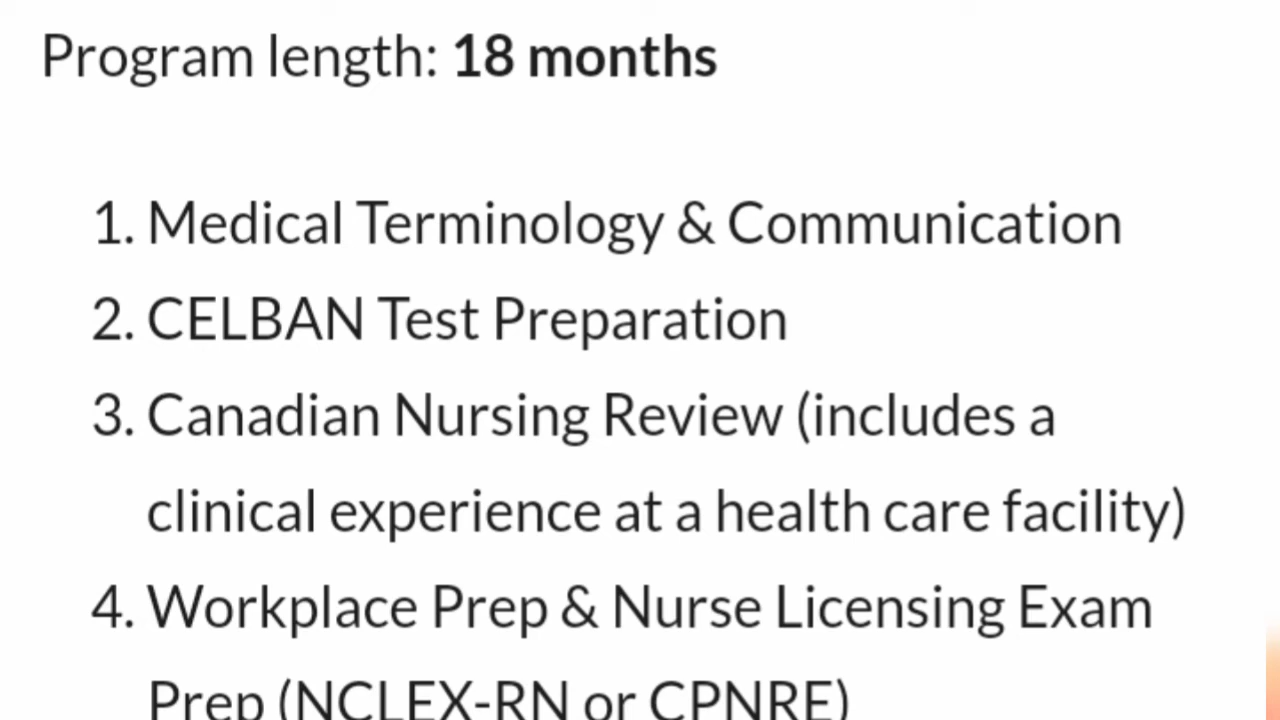 Program length: 18 months
1. Medical Terminology & Communication
2. CELBAN Test Preparation
3. Canadian Nursing Review (includes a
clinical experience at a health care facility)
4. Workplace Prep & Nurse Licensing Exam
Prep (NCLEX-RN or CPNRE)